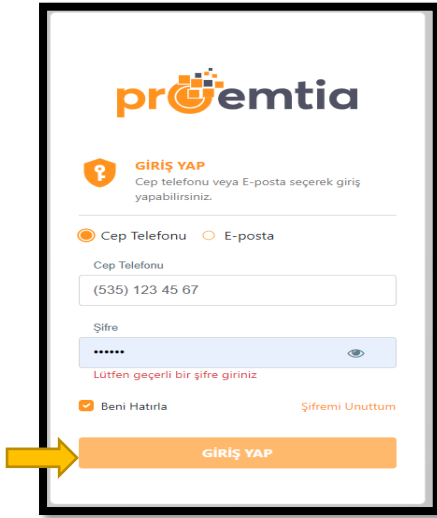 proemtia
GİRİŞ YAP
Cep telefonu veya E-posta seçerek giriş
yapabilirsiniz.
Cep Telefonu E-posta
Cep Telefonu
(535) 123 45 67
Şifre
••••••
Lütfen geçerli bir şifre giriniz
Beni Hatırla Şifremi Unuttum
GİRİŞ YAP